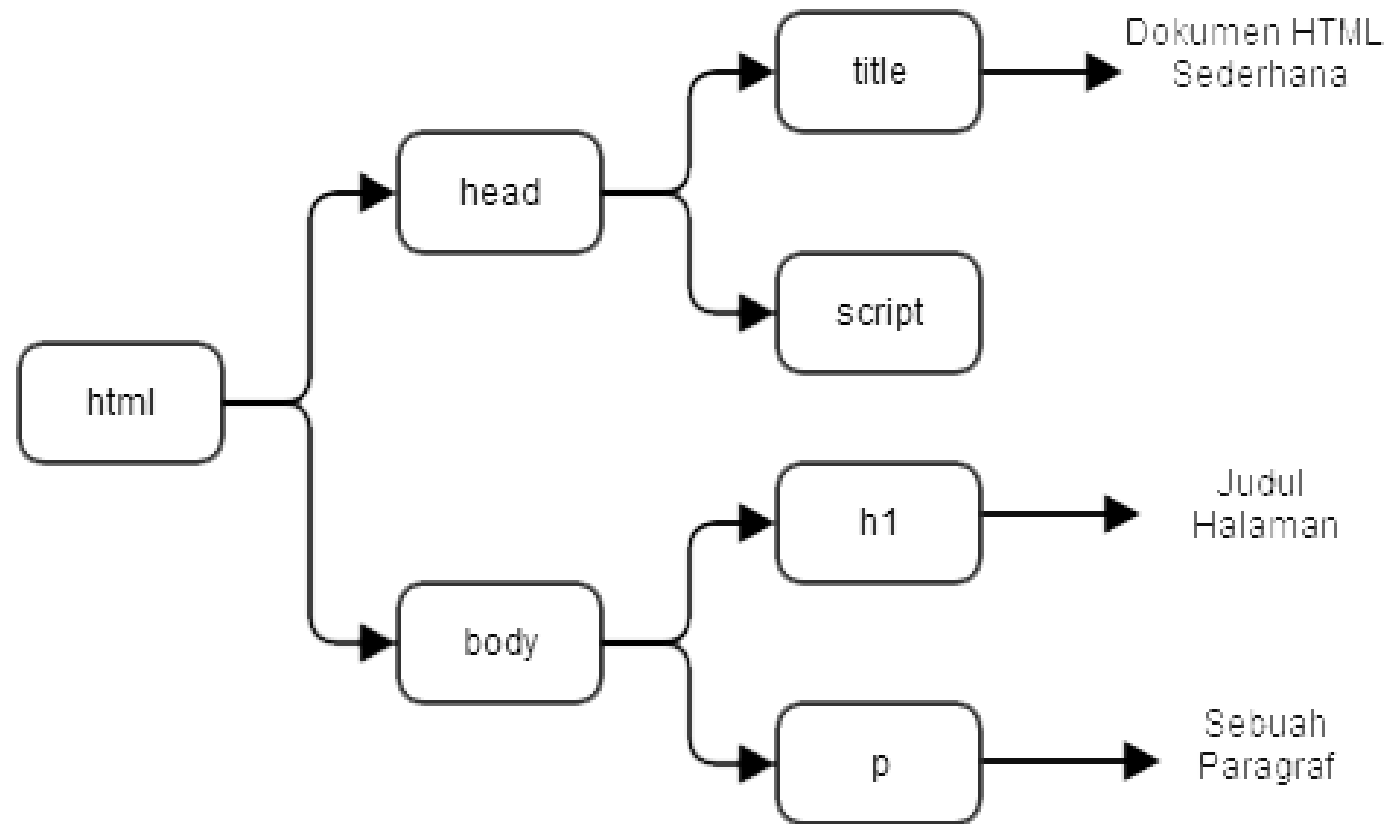 Dokumen HTML
Sederhana
title
head
script
html
Judul
Halaman
h1
body
Sebuah
Paragraf
p